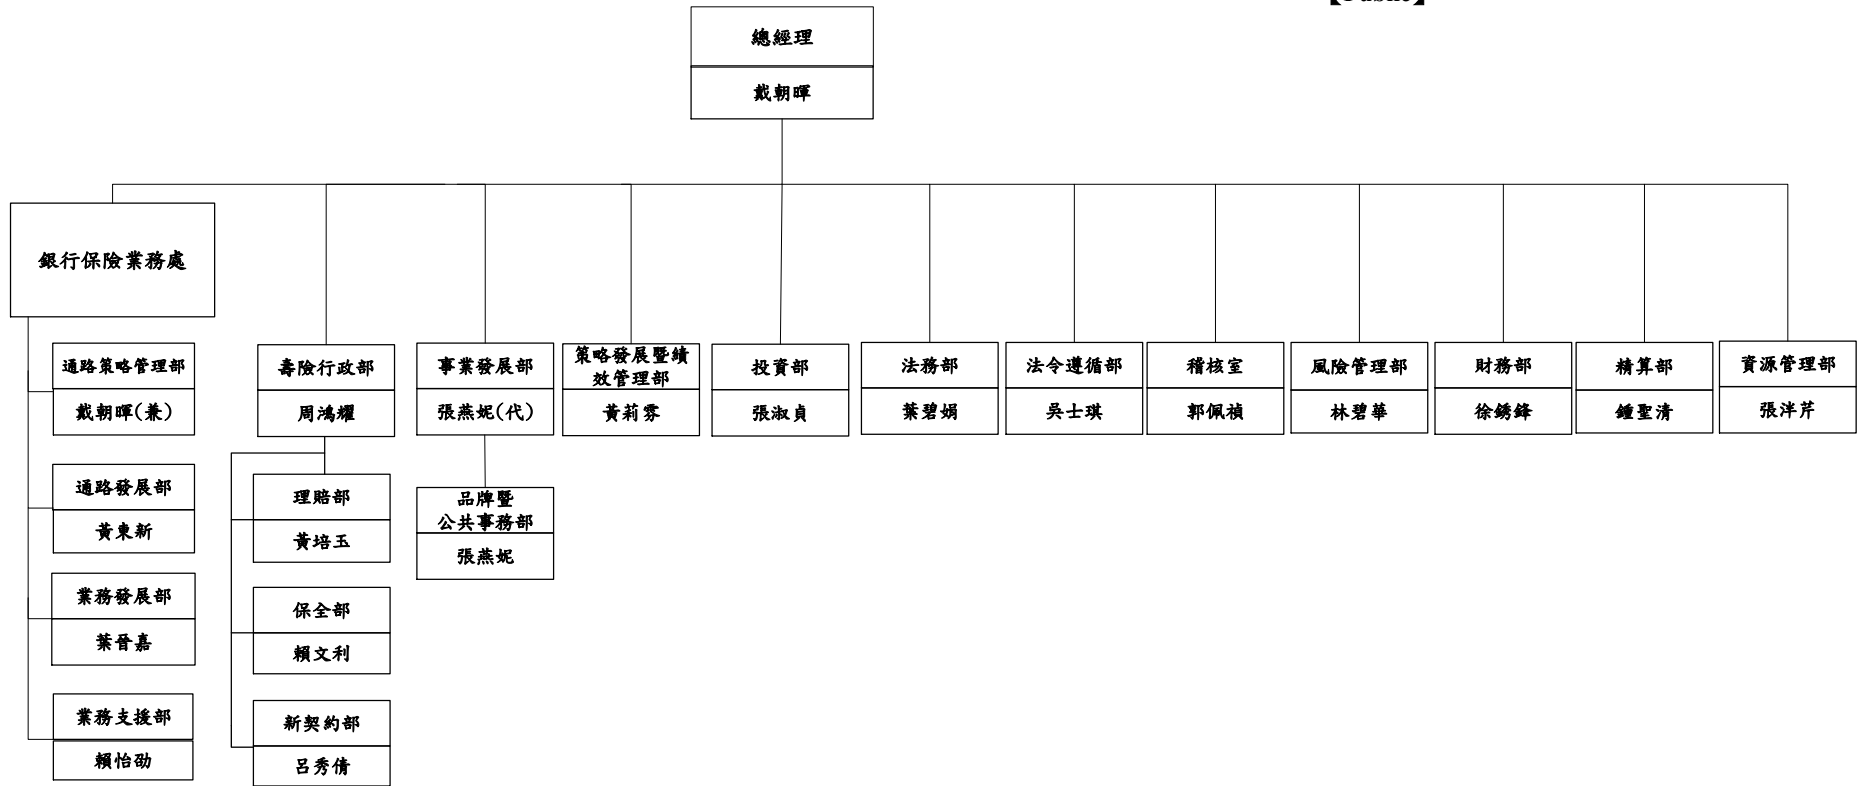 【Public】
總經理
戴朝暉
銀行保險業務處
通路策略管理部
戴朝暉(兼)
通路發展部
黃東新
業務發展部
葉晉嘉
業務支援部
賴怡劭
壽險行政部
周鴻耀
理賠部
黃培玉
保全部
賴文利
新契約部
呂秀倩
事業發展部
張燕妮(代)
品牌暨
公共事務部
張燕妮
策略發展暨績
效管理部
黃莉雰
投資部
張淑貞
法務部
葉碧娟
法令遵循部
吳士琪
稽核室
郭佩禎
風險管理部
林碧華
財務部
徐銹鋒
精算部
鍾聖清
資源管理部
張泮芹